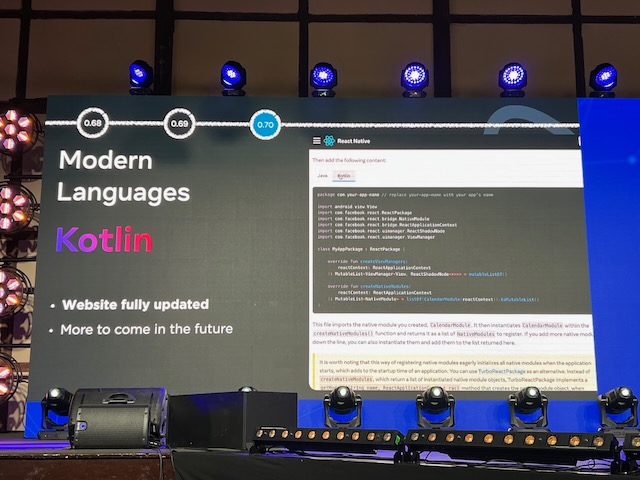 0.68
0.69
0.70
Modern
Languages
Kotlin
• Website fully updated
• More to come in the future
React Native
Then add the following content:
Java Kotlin
package com.your-app-name // replace your-app-name with your app's name
import android.view.View
import com.facebook.react.ReactPackage
import com.facebook.react.bridge.NativeModule
import com.facebook.react.bridge.ReactApplicationContext
import com.facebook.react.uimanager.ReactShadowNode
import com.facebook.react.uimanager.ViewManager
class MyAppPackage : ReactPackage {
override fun createViewManagers(
reactContext: ReactApplicationContext
): MutableList<ViewManager<View, ReactShadowNode<*>>> = mutableListOf()
override fun createNativeModules(
reactContext: ReactApplicationContext
): MutableList<NativeModule> = listOf(CalendarModule(reactContext)).toMutableList()
}
This file imports the native module you created, CalendarModule. It then instantiates CalendarModule within the
createNativeModules() function and returns it as a list of NativeModules to register. If you add more native modu
down the line, you can also instantiate them and add them to the list returned here.
It is worth noting that this way of registering native modules eagerly initializes all native modules when the application
starts, which adds to the startup time of an application. You can use TurboReactPackage as an alternative. Instead of
createNativeModules, which return a list of instantiated native module objects, TurboReactPackage implements a
String name, ReactApplicationContext method that creates the module object, when